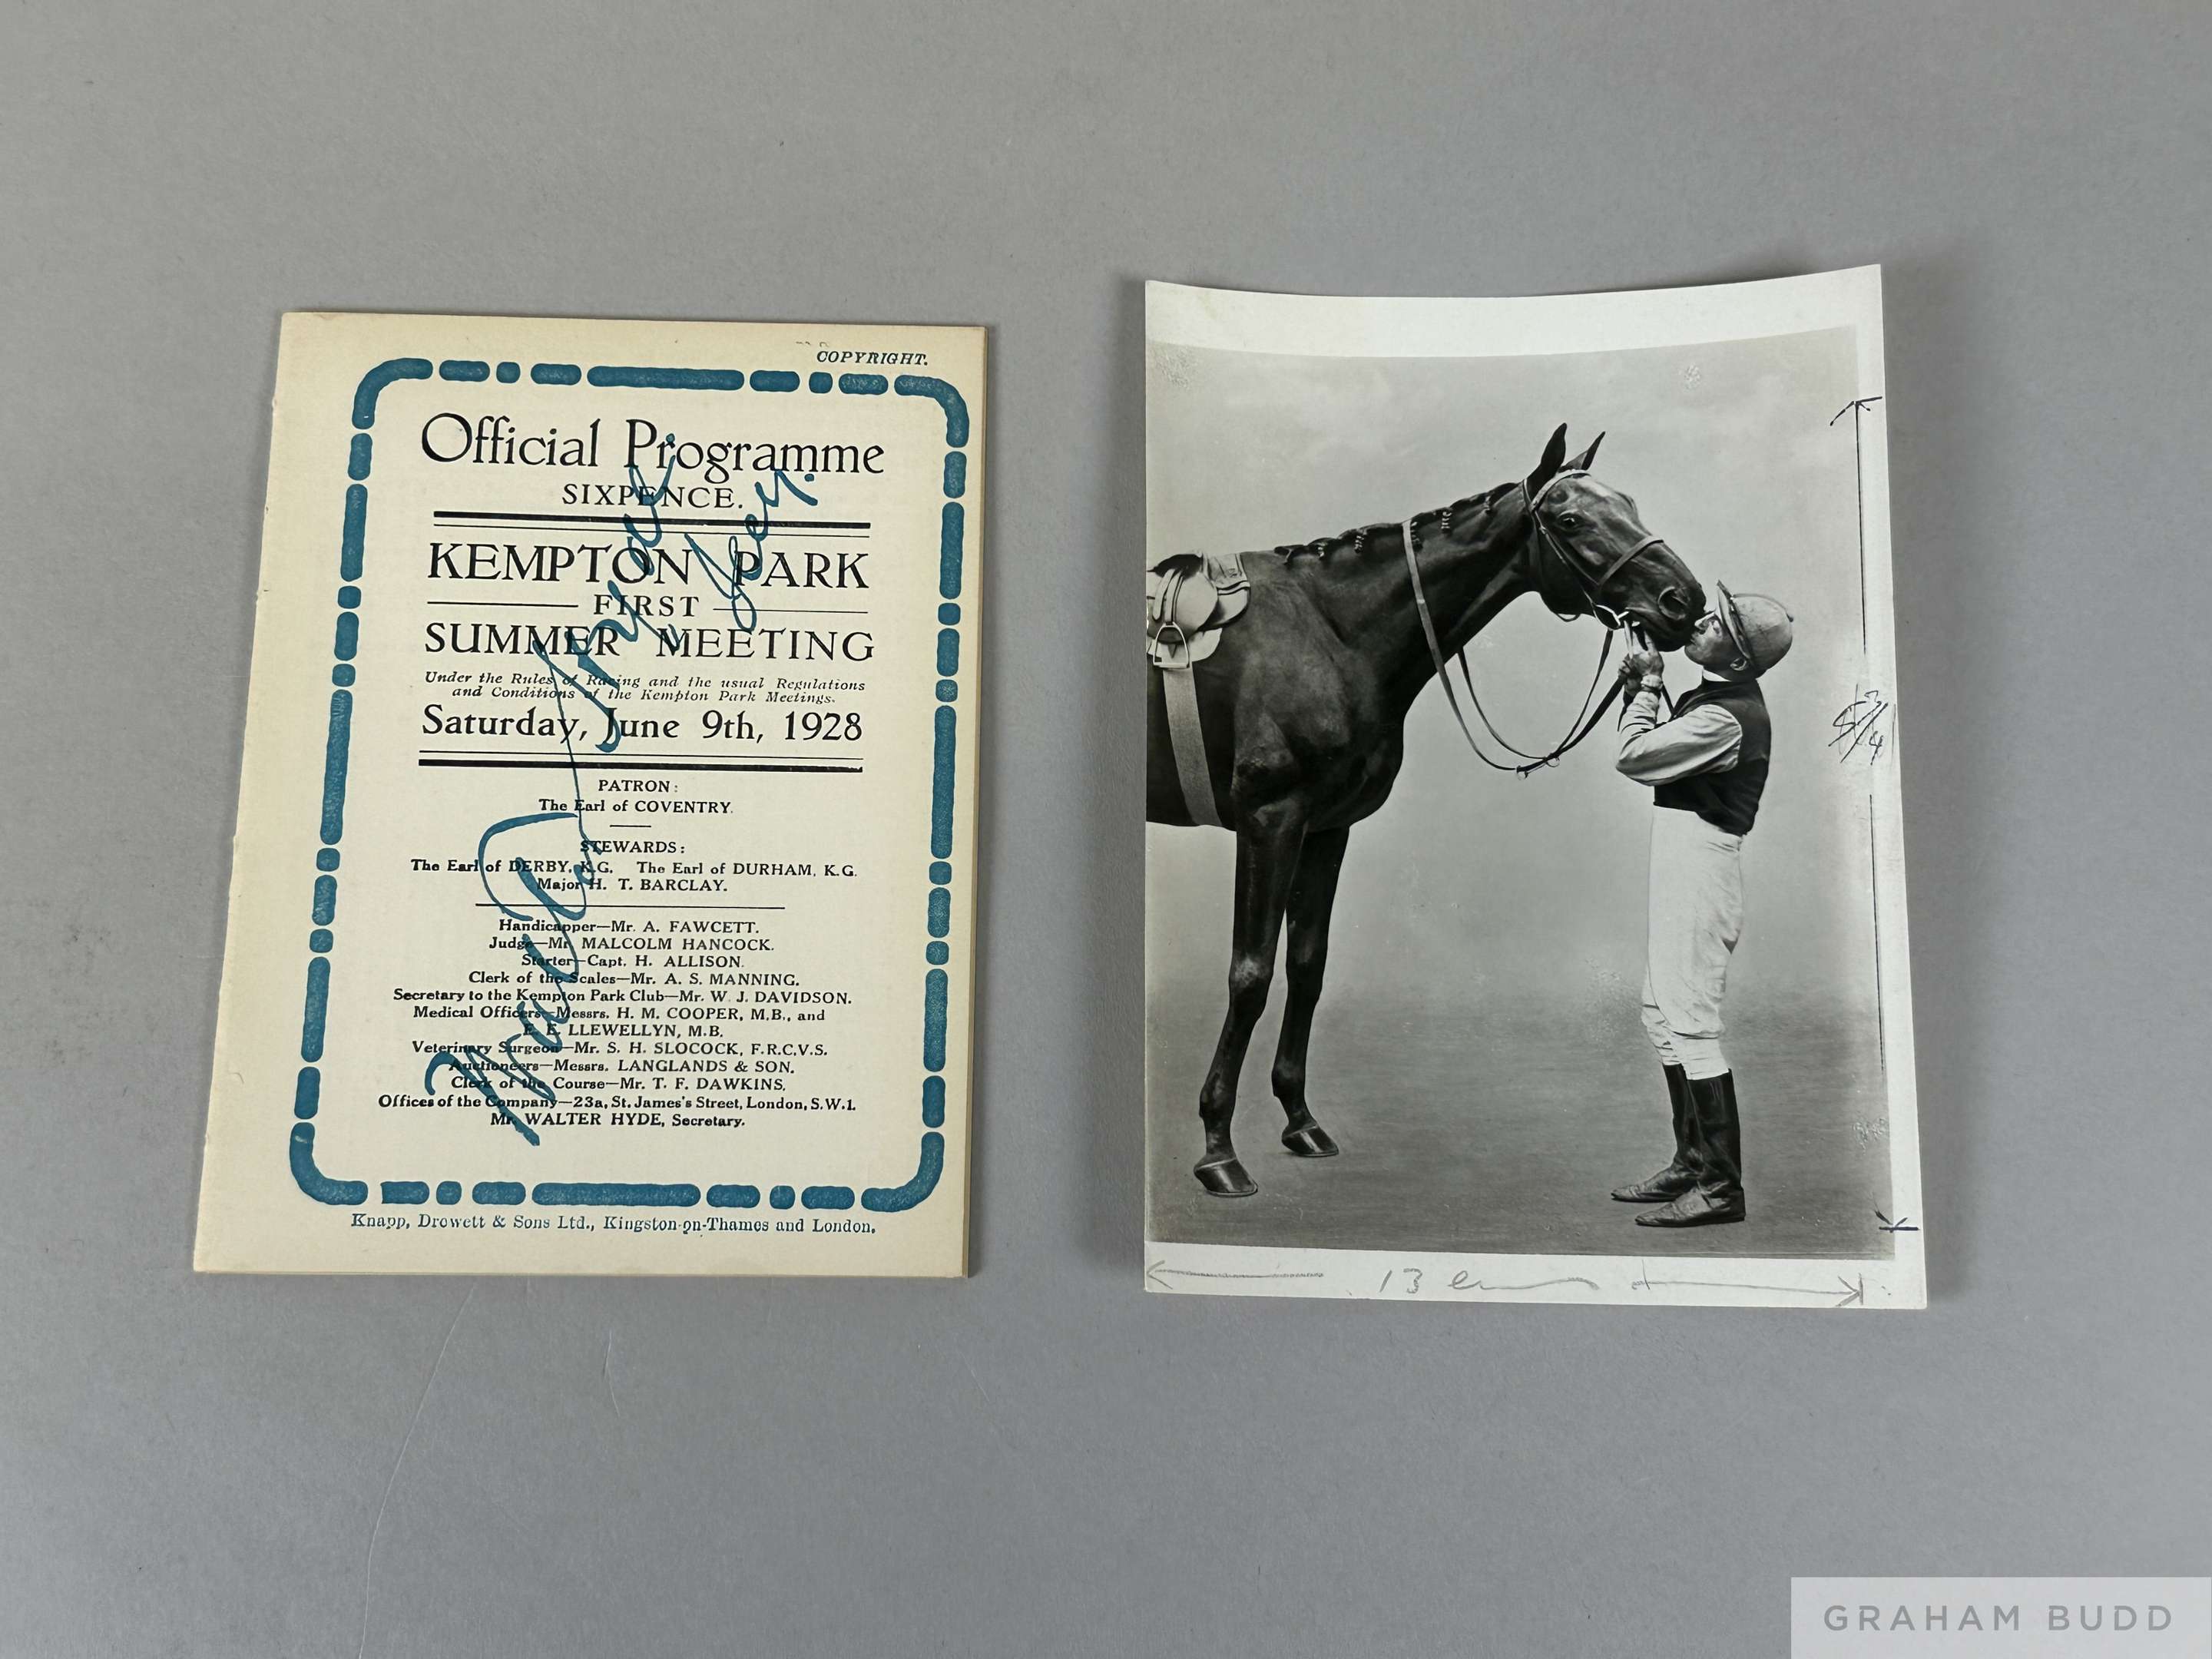 COPYRIGHT.
Official Programme
SIXPENCE.
KEMPTON PARK
FIRST
SUMMER MEETING
Under the Rules of Racing and the usual Regulations
and Conditions of the Kempton Park Meetings.
Saturday, June 9th, 1928
PATRON:
The Earl of COVENTRY.
STEWARDS:
The Earl of DERBY, K.G. The Earl of DURHAM, K.G.
Major H. T. BARCLAY.
Handicapper—Mr. A. FAWCETT.
Judge—Mr. MALCOLM HANCOCK.
Starter—Capt. H. ALLISON.
Clerk of the Scales—Mr. A. S. MANNING.
Secretary to the Kempton Park Club—Mr. W. J. DAVIDSON.
Medical Officers—Messrs. H. M. COOPER, M.B., and
E. E. LLEWELLYN, M.B.
Veterinary Surgeon—Mr. S. H. SLOCOCK, F.R.C.V.S.
Auctioneers—Messrs. LANGLANDS & SON.
Clerk of the Course—Mr. T. F. DAWKINS.
Offices of the Company—23a, St. James's Street, London, S.W.1.
Mr. WALTER HYDE, Secretary.
Knapp, Drewett & Sons Ltd., Kingston-on-Thames and London.
13
GRAHAM BUDD